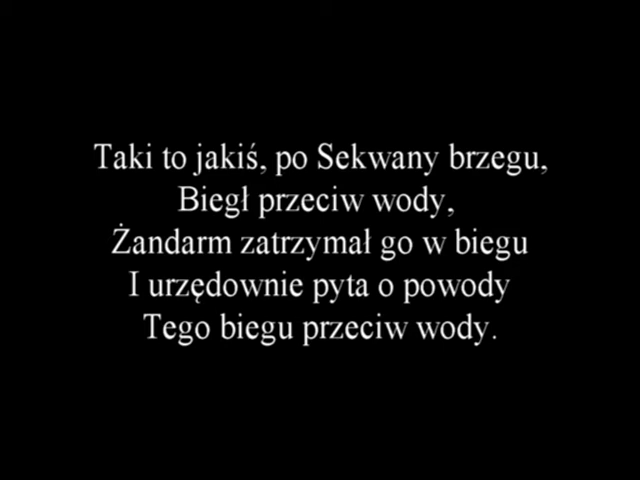 Taki to jakiś, po Sekwany brzegu,
Biegł przeciw wody,
Żandarm zatrzymał go w biegu
I urzędownie pyta o powody
Tego biegu przeciw wody.